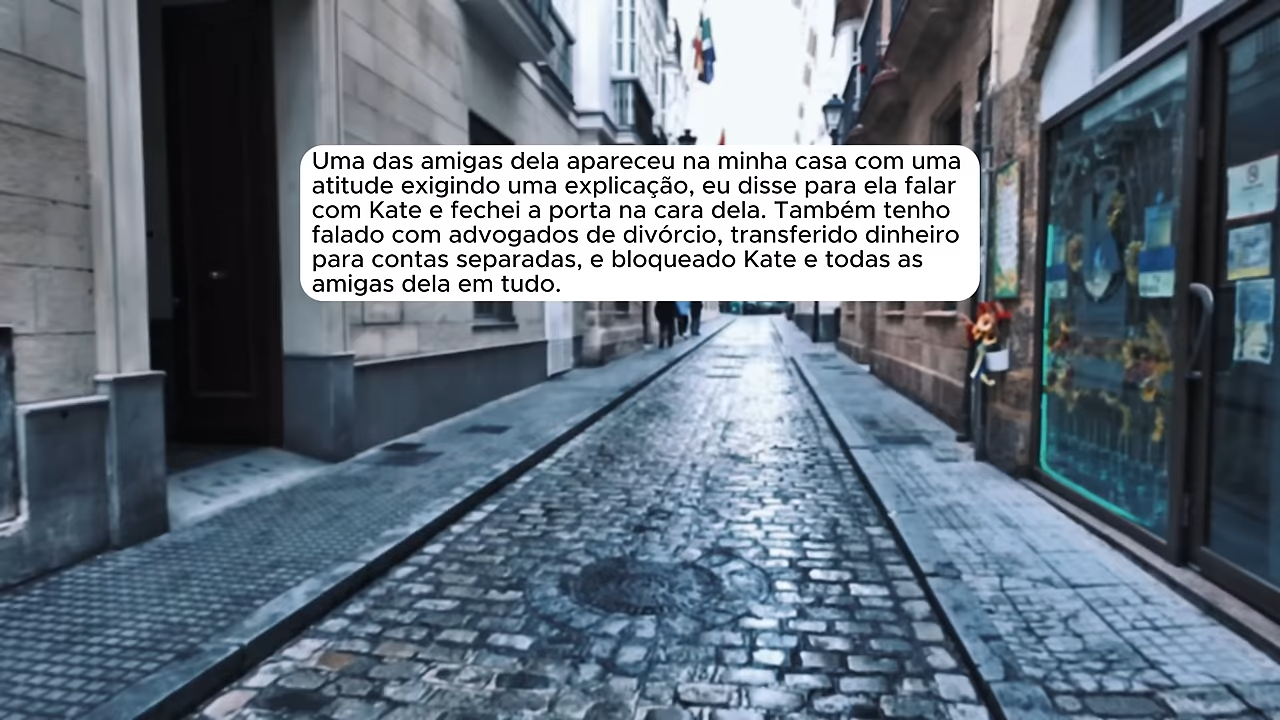 Uma das amigas dela apareceu na minha casa com uma
atitude exigindo uma explicação, eu disse para ela falar
com Kate e fechei a porta na cara dela. Também tenho
falado com advogados de divórcio, transferido dinheiro
para contas separadas, e bloqueado Kate e todas as
amigas dela em tudo.